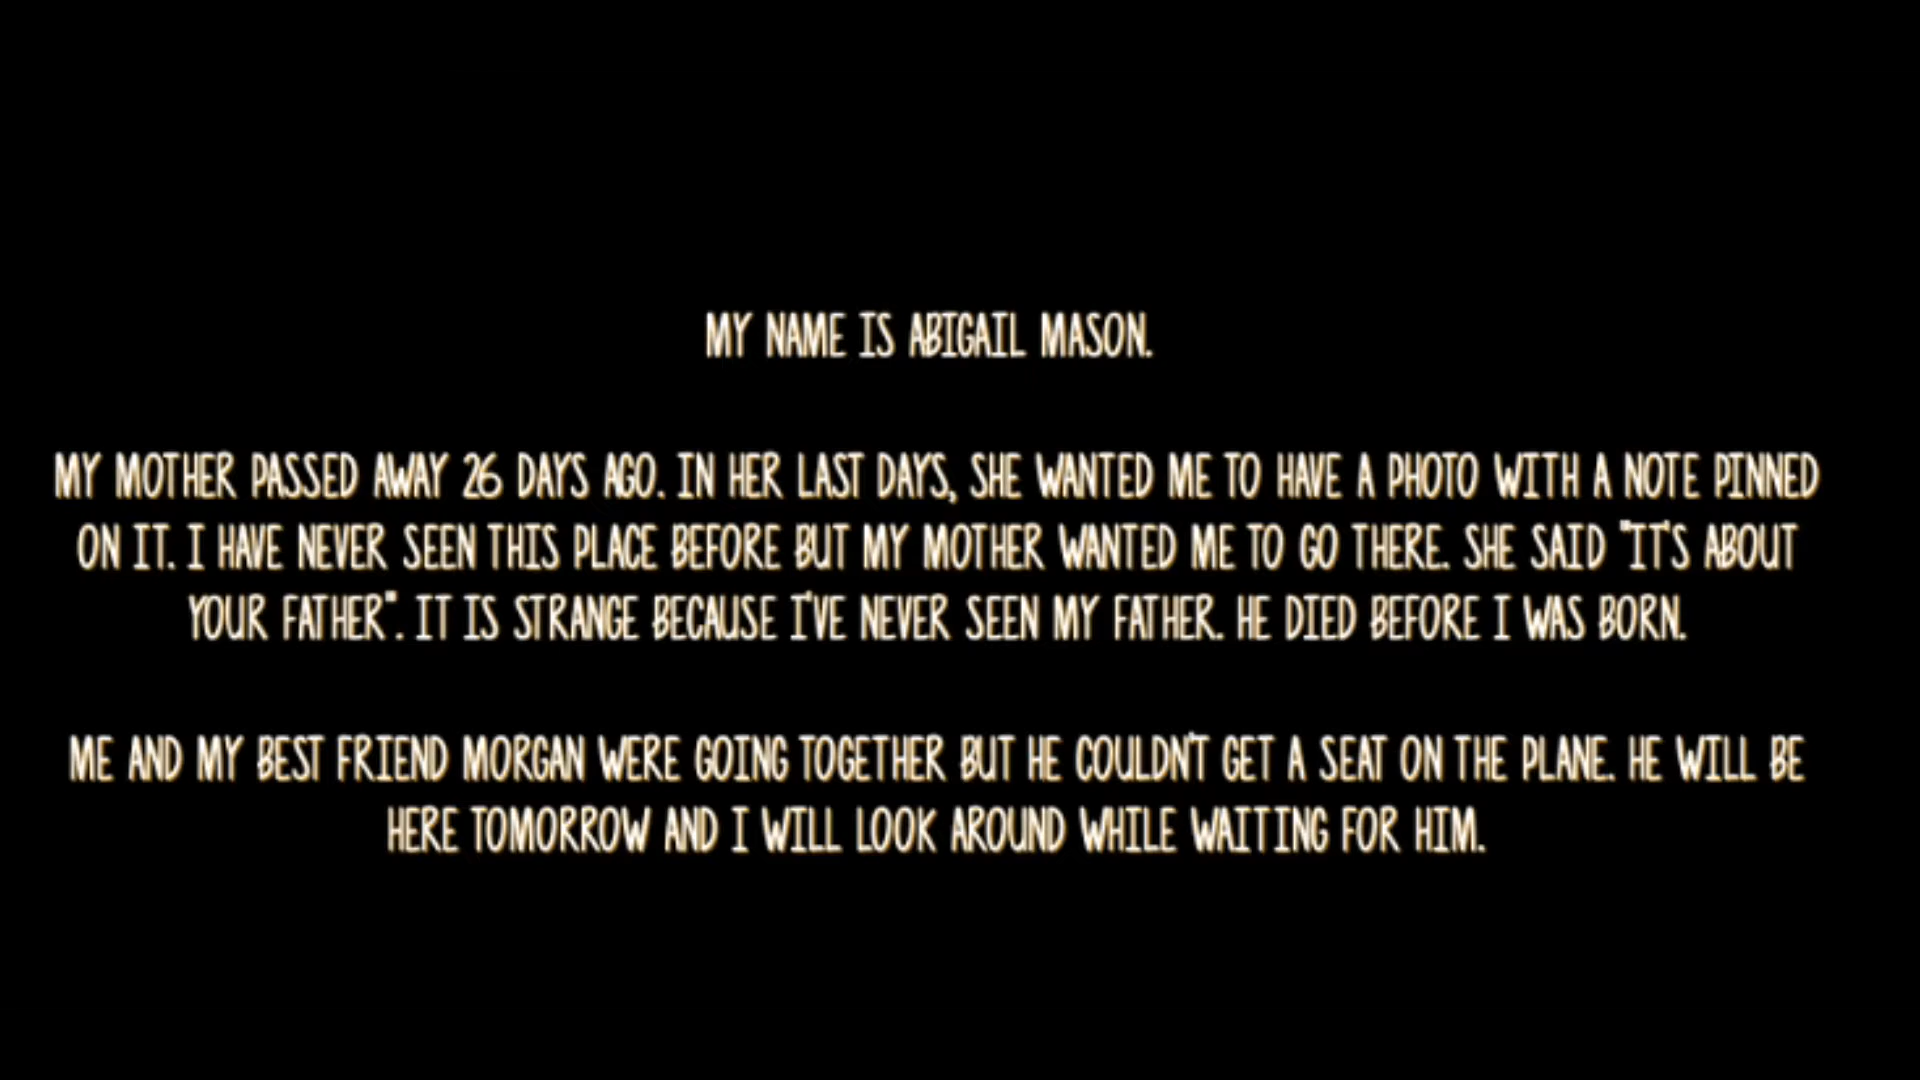 MY NAME IS ABIGAIL MASON.
MY MOTHER PASSED AWAY 26 DAYS AGO. IN HER LAST DAYS, SHE WANTED ME TO HAVE A PHOTO WITH A NOTE PINNED
ON IT. I HAVE NEVER SEEN THIS PLACE BEFORE BUT MY MOTHER WANTED ME TO GO THERE. SHE SAID "IT'S ABOUT
YOUR FATHER". IT IS STRANGE BECAUSE I'VE NEVER SEEN MY FATHER. HE DIED BEFORE I WAS BORN.
ME AND MY BEST FRIEND MORGAN WERE GOING TOGETHER BUT HE COULDN'T GET A SEAT ON THE PLANE. HE WILL BE
HERE TOMORROW AND I WILL LOOK AROUND WHILE WAITING FOR HIM.